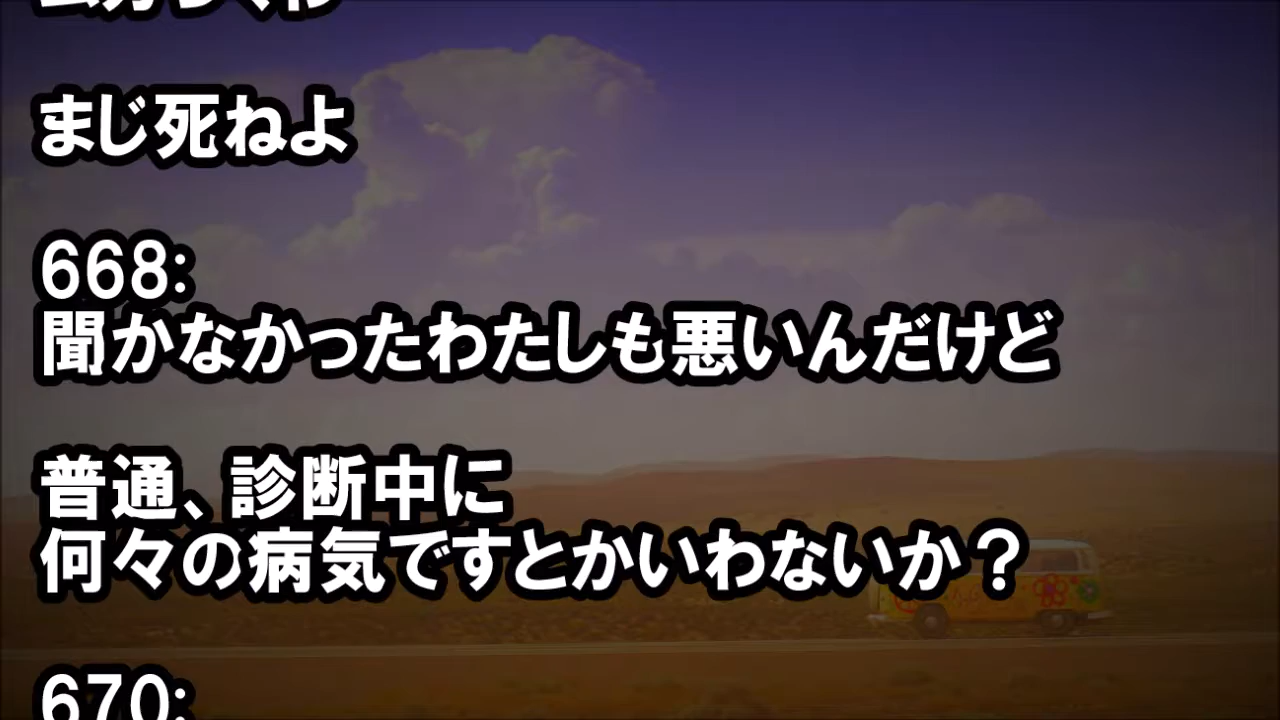 まじ死ねよ
668:
聞かなかったわたしも悪いんだけど
普通、診断中に
何々の病気ですとかいわないか？
670: